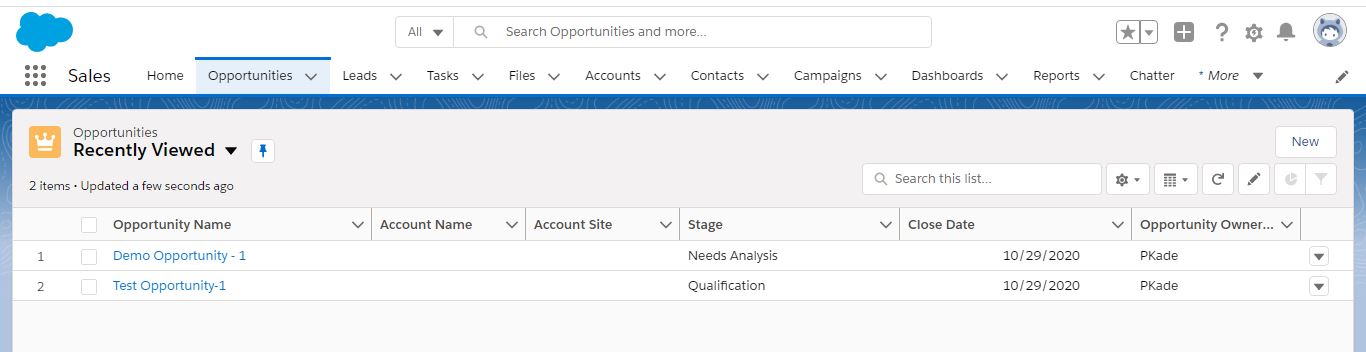 All Search Opportunities and more...
Sales Home Opportunities Leads Tasks Files Accounts Contacts Campaigns Dashboards Reports Chatter * More
Opportunities
Recently Viewed
New
2 items • Updated a few seconds ago
Search this list...
Opportunity Name Account Name Account Site Stage Close Date Opportunity Owner...
1 Demo Opportunity - 1 Needs Analysis 10/29/2020 PKade
2 Test Opportunity-1 Qualification 10/29/2020 PKade